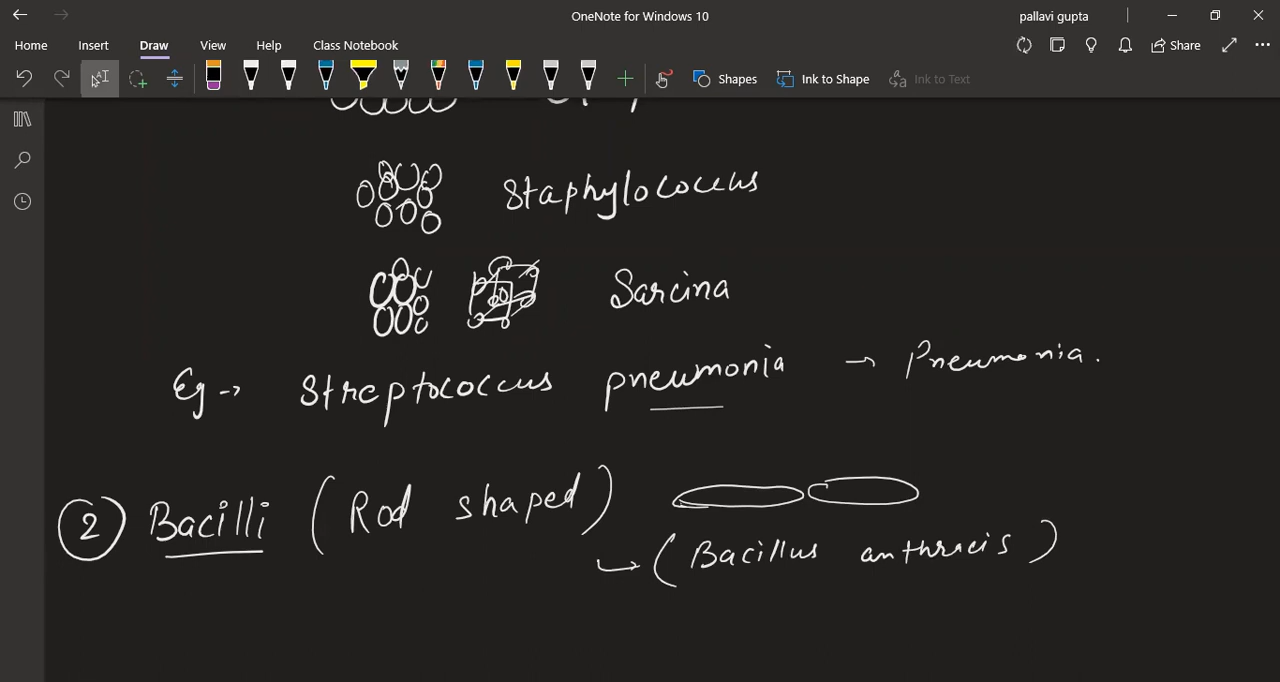 OneNote for Windows 10
pallavi gupta
Home Insert Draw View Help Class Notebook
Share
Shapes Ink to Shape Ink to Text
Staphylococcus
Sarcina
Eg → Streptococcus pneumonia → Pneumonia.
② Bacilli (Rod shaped)
↳ (Bacillus anthracis)